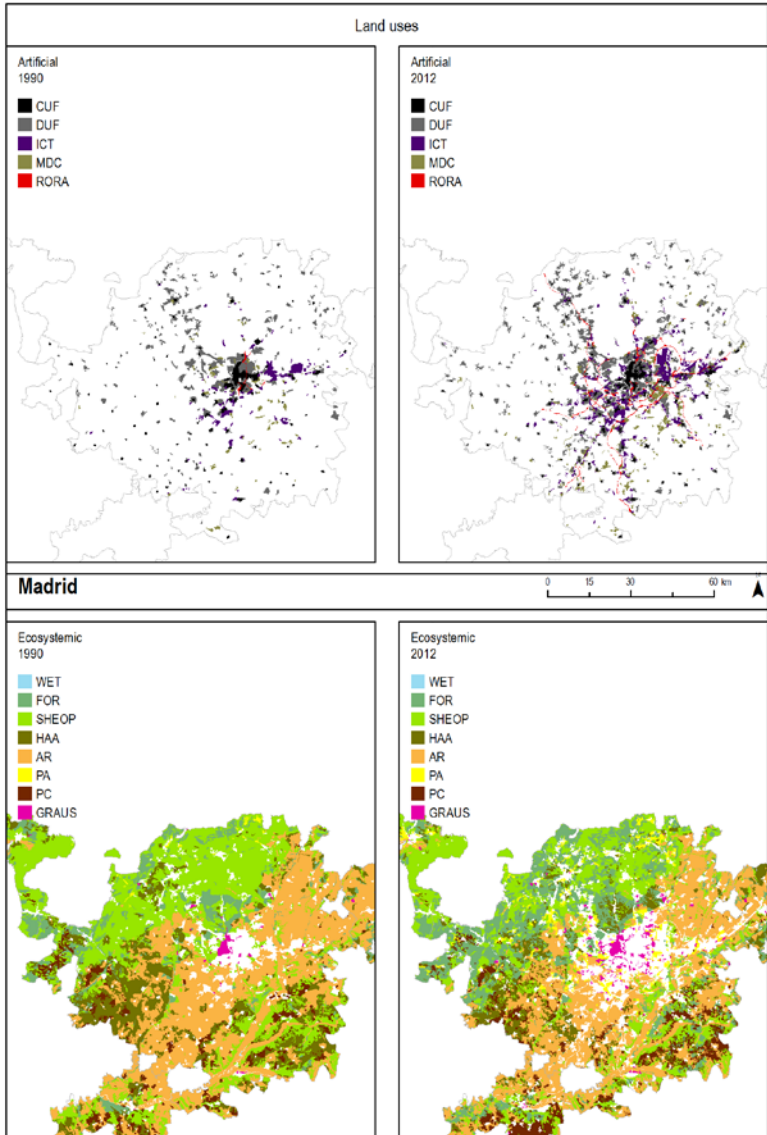 Land uses
Artificial
1990
CUF
DUF
ICT
MDC
RORA
Artificial
2012
CUF
DUF
ICT
MDC
RORA
Madrid
0 15 30 60 km
N
Ecosystemic
1990
WET
FOR
SHEOP
HAA
AR
PA
PC
GRAUS
Ecosystemic
2012
WET
FOR
SHEOP
HAA
AR
PA
PC
GRAUS